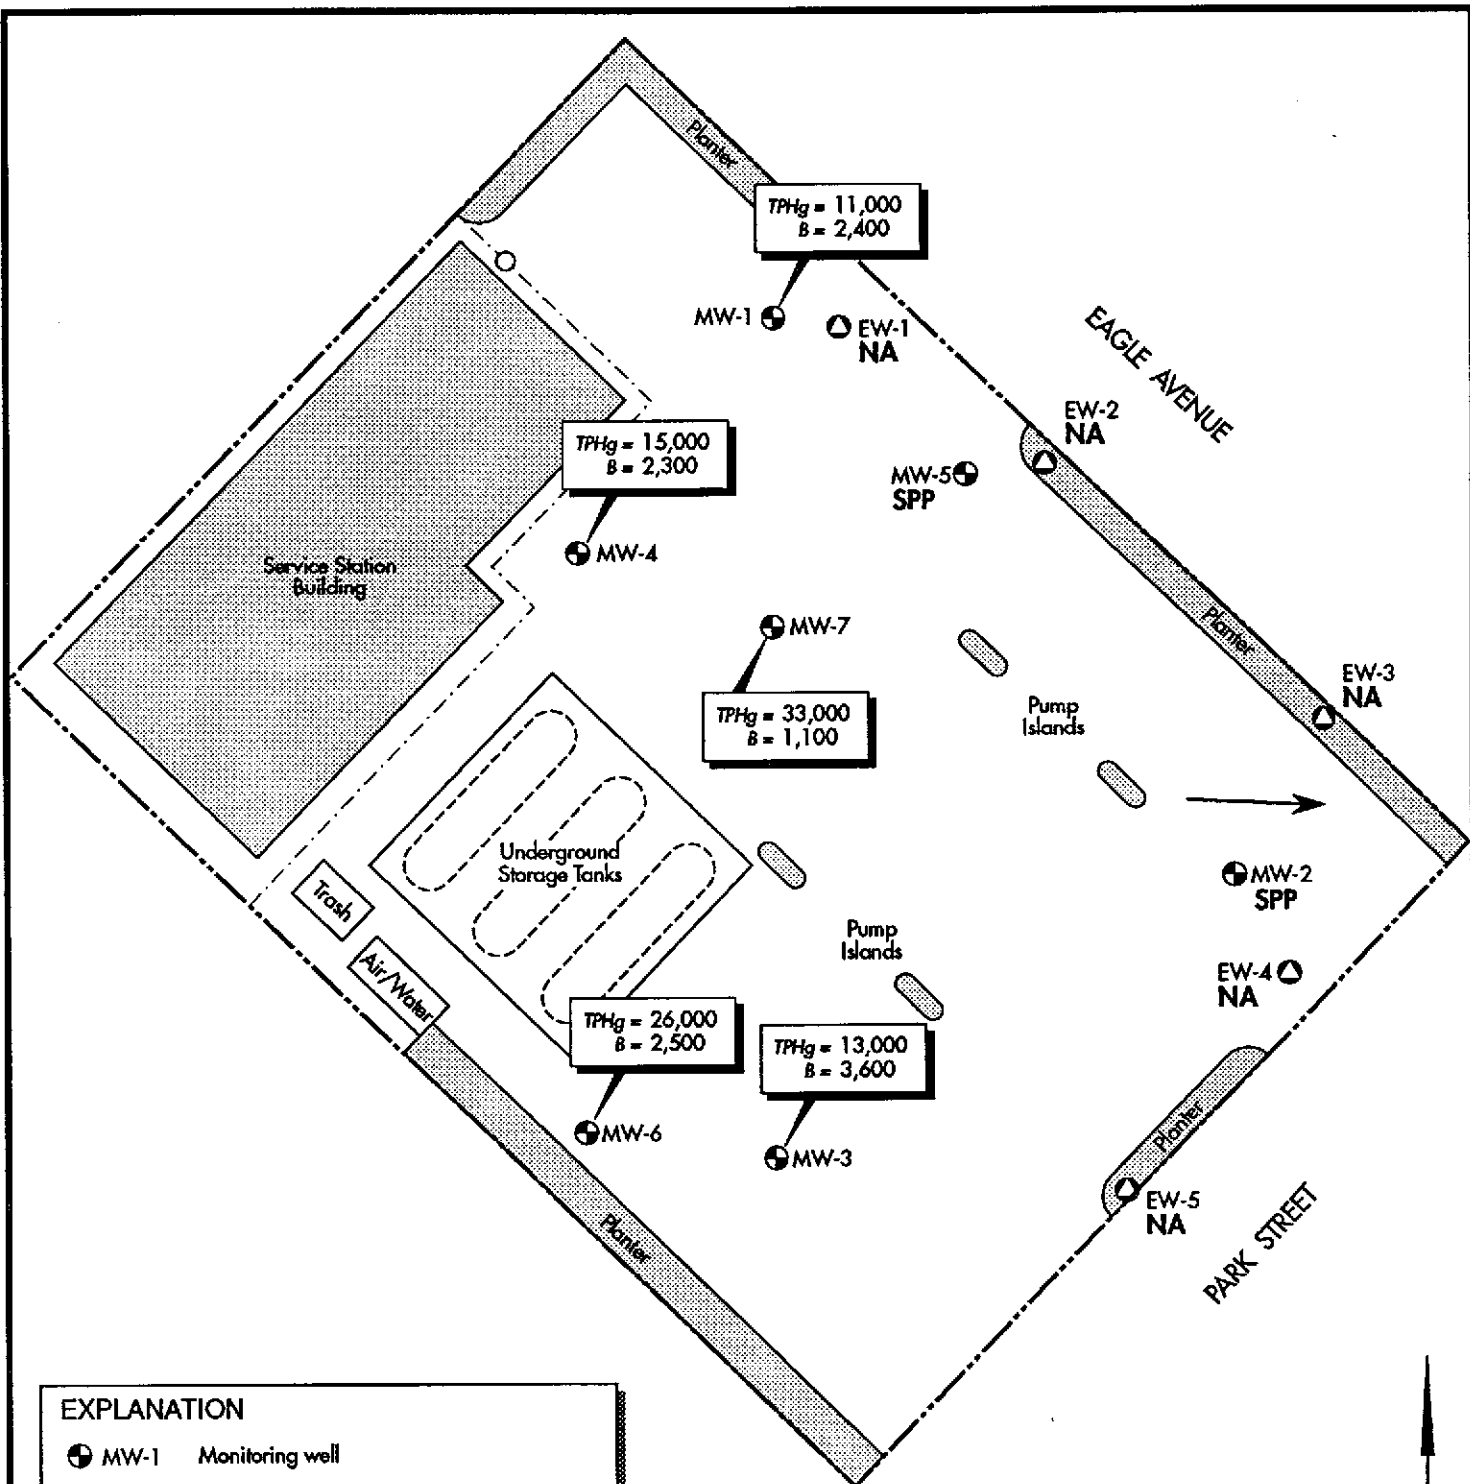 Planter
TPHg = 11,000
B = 2,400
MW-1
EW-1
NA
EAGLE AVENUE
EW-2
NA
TPHg = 15,000
B = 2,300
MW-5
SPP
MW-4
Service Station
Building
MW-7
Planter
EW-3
NA
TPHg = 33,000
B = 1,100
Pump
Islands
Underground
Storage Tanks
Trash
MW-2
SPP
Pump
Islands
Air/Water
EW-4
NA
TPHg = 26,000
B = 2,500
TPHg = 13,000
B = 3,600
MW-6
MW-3
Planter
EW-5
NA
Planter
PARK STREET
EXPLANATION
MW-1 Monitoring well